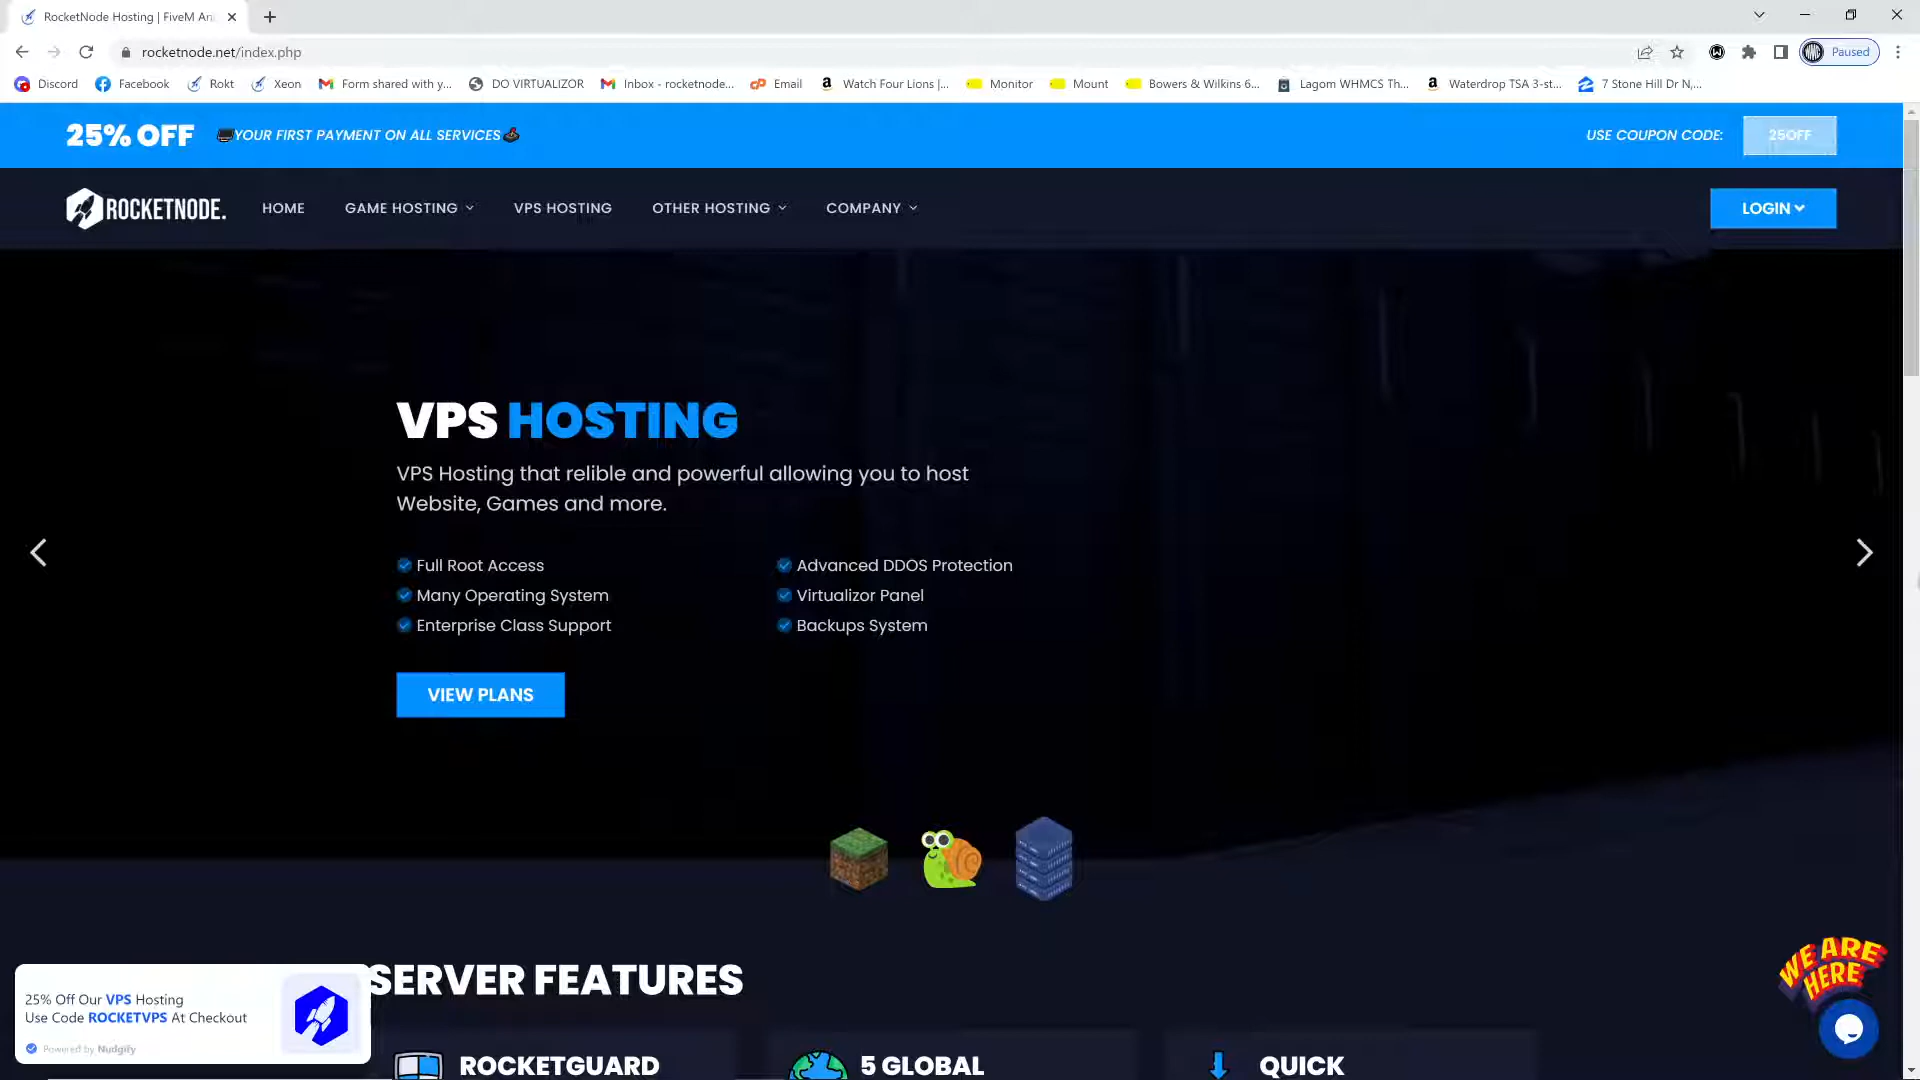 RocketNode Hosting | FiveM An
rocketnode.net/index.php
Paused
Discord
Facebook
Rokt
Xeon
Form shared with y...
DO VIRTUALIZOR
Inbox - rocketnode...
Email
Watch Four Lions |...
Monitor
Mount
Bowers & Wilkins 6...
Lagom WHMCS Th...
Waterdrop TSA 3-st...
7 Stone Hill Dr N,...
25% OFF
YOUR FIRST PAYMENT ON ALL SERVICES
USE COUPON CODE:
25OFF
ROCKETNODE.
HOME
GAME HOSTING
VPS HOSTING
OTHER HOSTING
COMPANY
LOGIN
VPS HOSTING
VPS Hosting that relible and powerful allowing you to host
Website, Games and more.
Full Root Access
Advanced DDOS Protection
Many Operating System
Virtualizor Panel
Enterprise Class Support
Backups System
VIEW PLANS
SERVER FEATURES
WE ARE
HERE
25% Off Our VPS Hosting
Use Code ROCKETVPS At Checkout
Powered by Nudgify
ROCKETGUARD
5 GLOBAL
QUICK